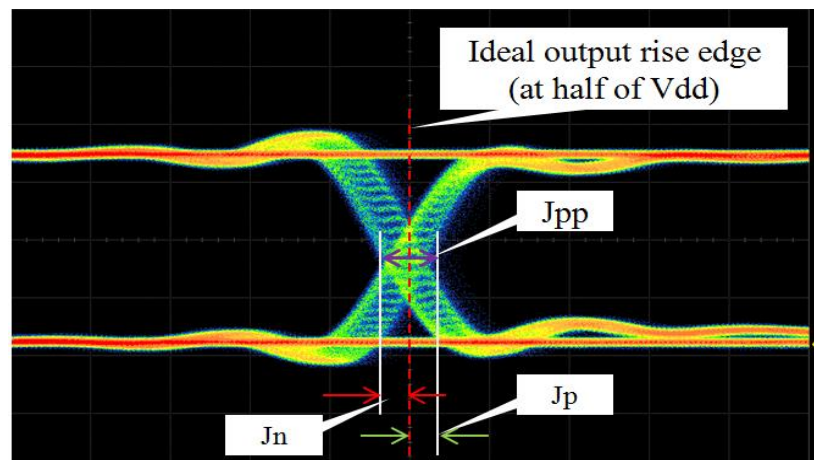 Ideal output rise edge
(at half of Vdd)
Jpp
Jp
Jn